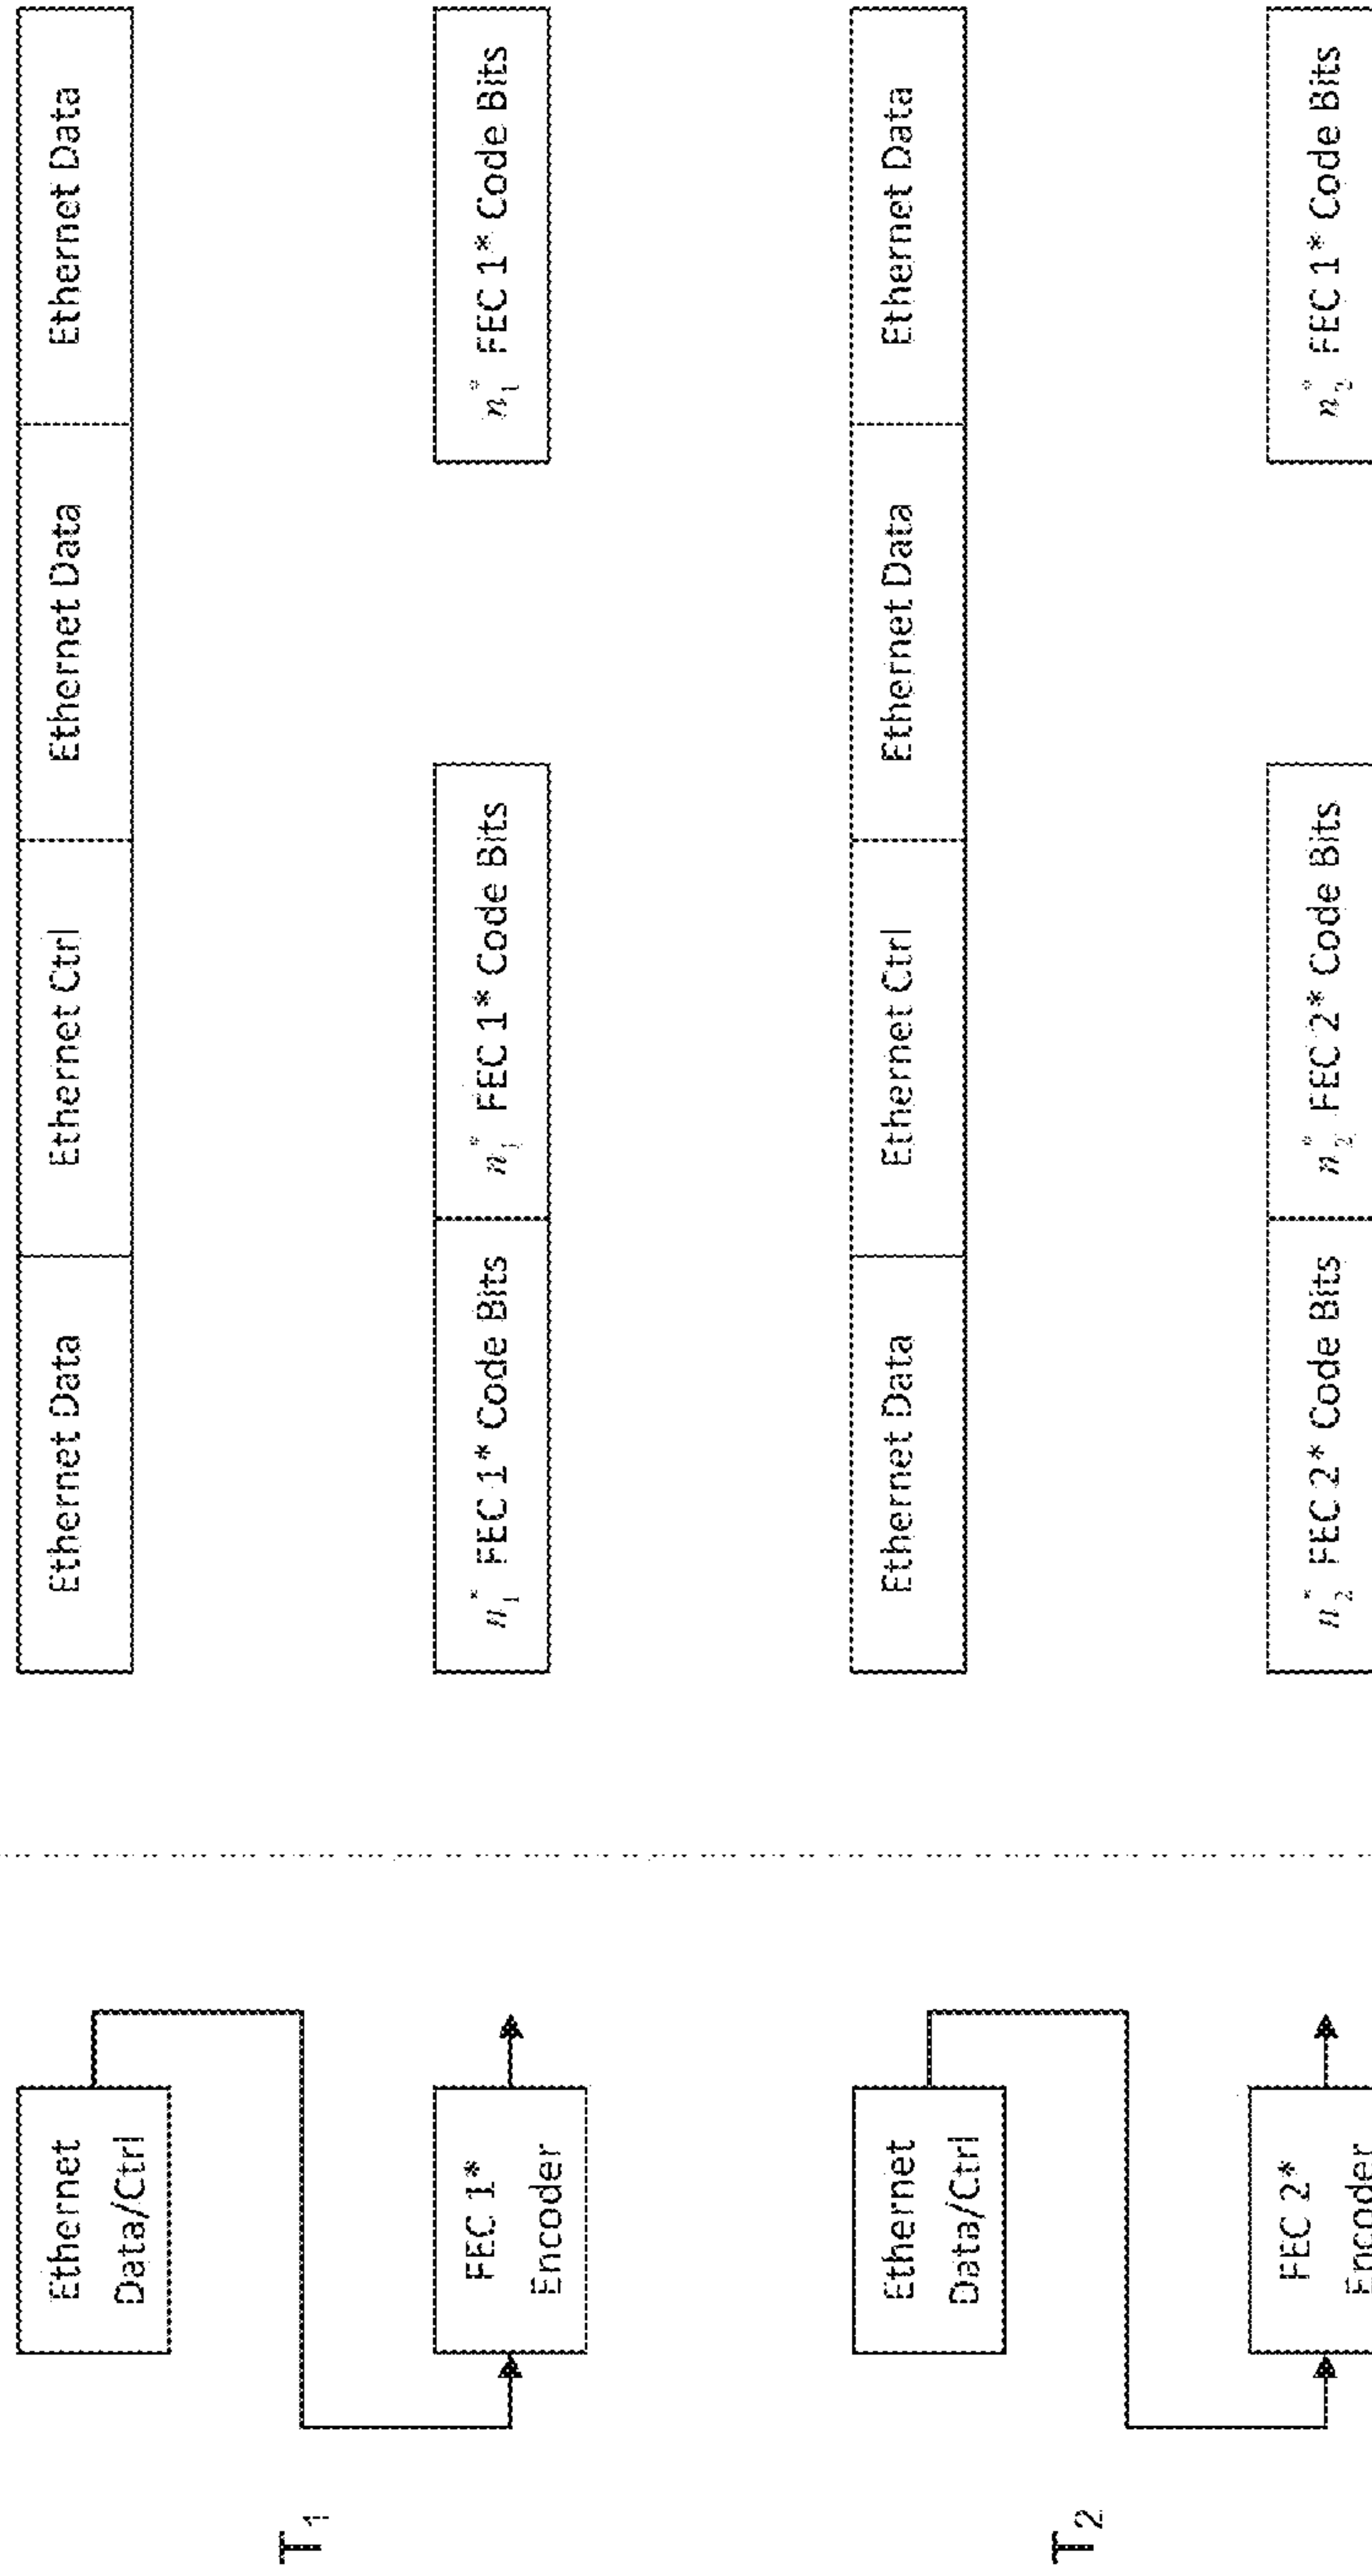 T₁
Ethernet
Data/Ctrl
Ethernet Data
Ethernet Ctrl
Ethernet Data
Ethernet Data
FEC 1*
Encoder
n₁* FEC 1* Code Bits
n₁* FEC 1* Code Bits
n₁* FEC 1* Code Bits
T₂
Ethernet
Data/Ctrl
Ethernet Data
Ethernet Ctrl
Ethernet Data
Ethernet Data
FEC 2*
Encoder
n₂* FEC 2* Code Bits
n₂* FEC 2* Code Bits
n₂* FEC 1* Code Bits